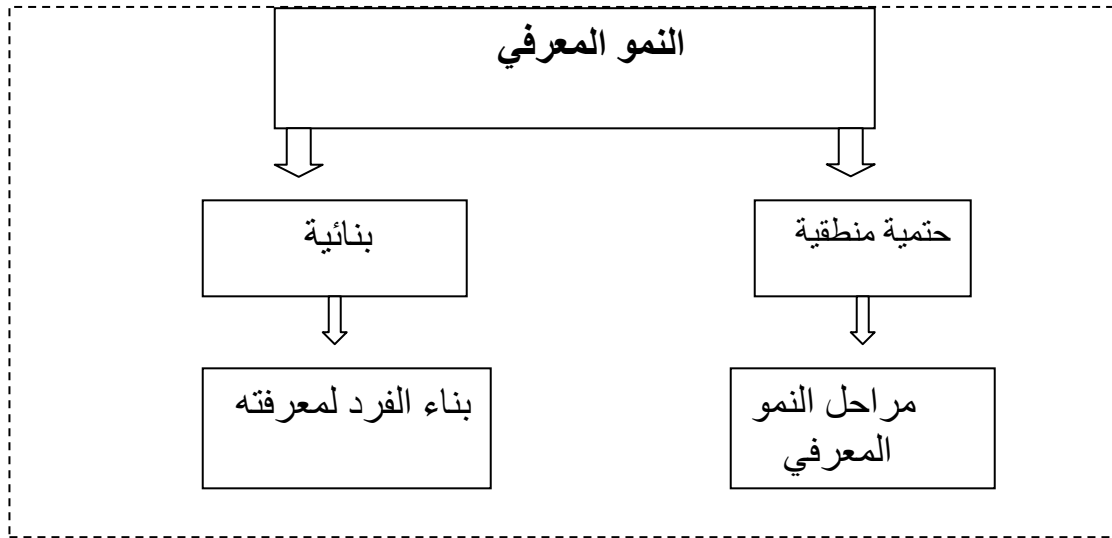 النمو المعرفي
حتمية منطقية
بنائية
مراحل النمو
المعرفي
بناء الفرد لمعرفته